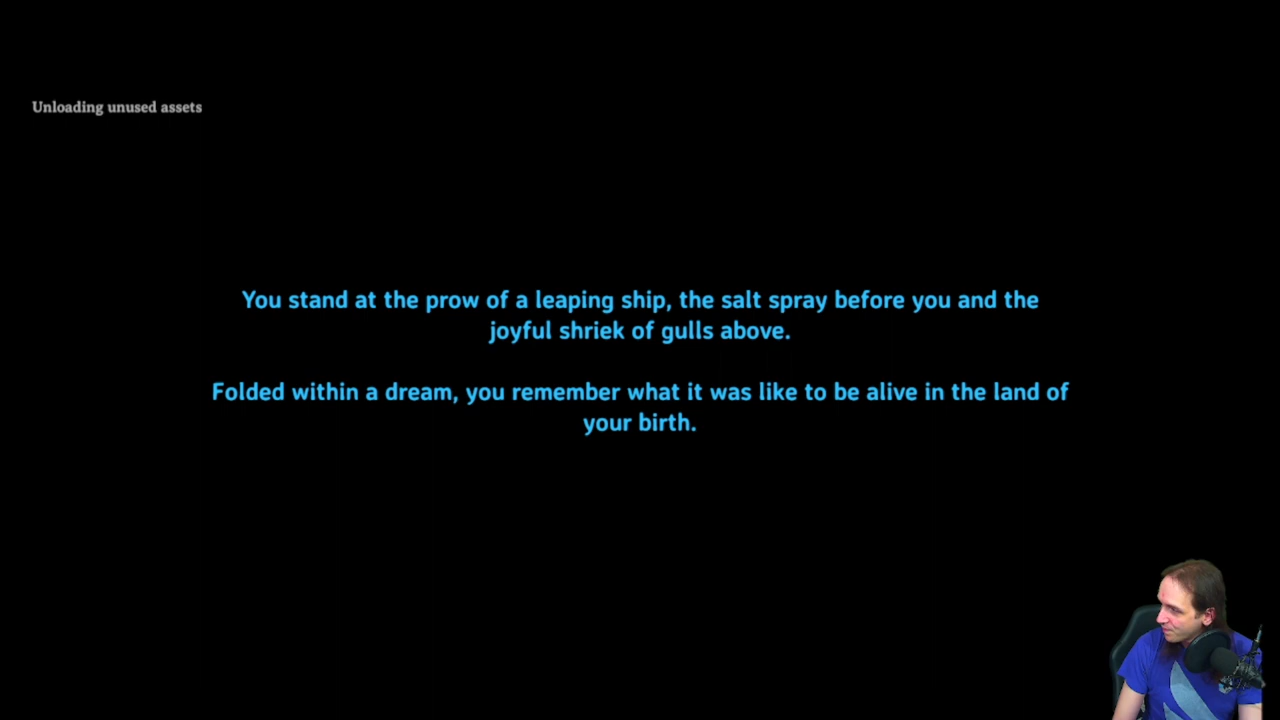 Unloading unused assets
You stand at the prow of a leaping ship, the salt spray before you and the
joyful shriek of gulls above.
Folded within a dream, you remember what it was like to be alive in the land of
your birth.